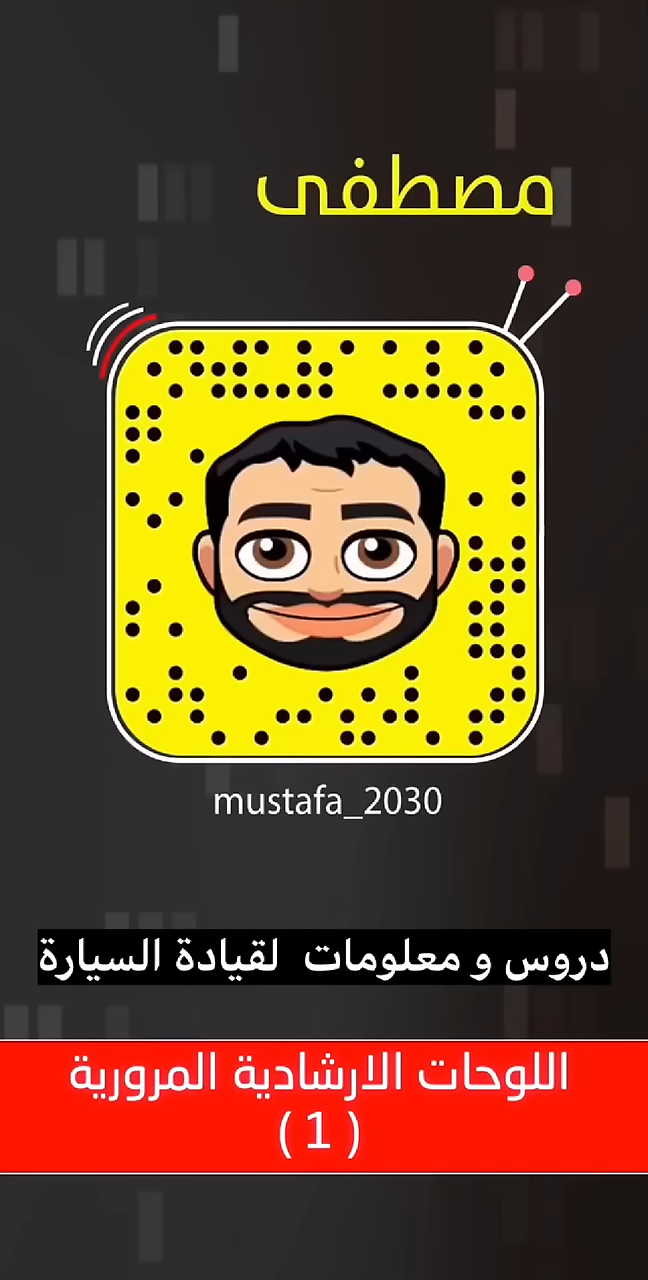 مصطفى
mustafa_2030
دروس و معلومات لقيادة السيارة
اللوحات الارشادية المرورية
( 1 )